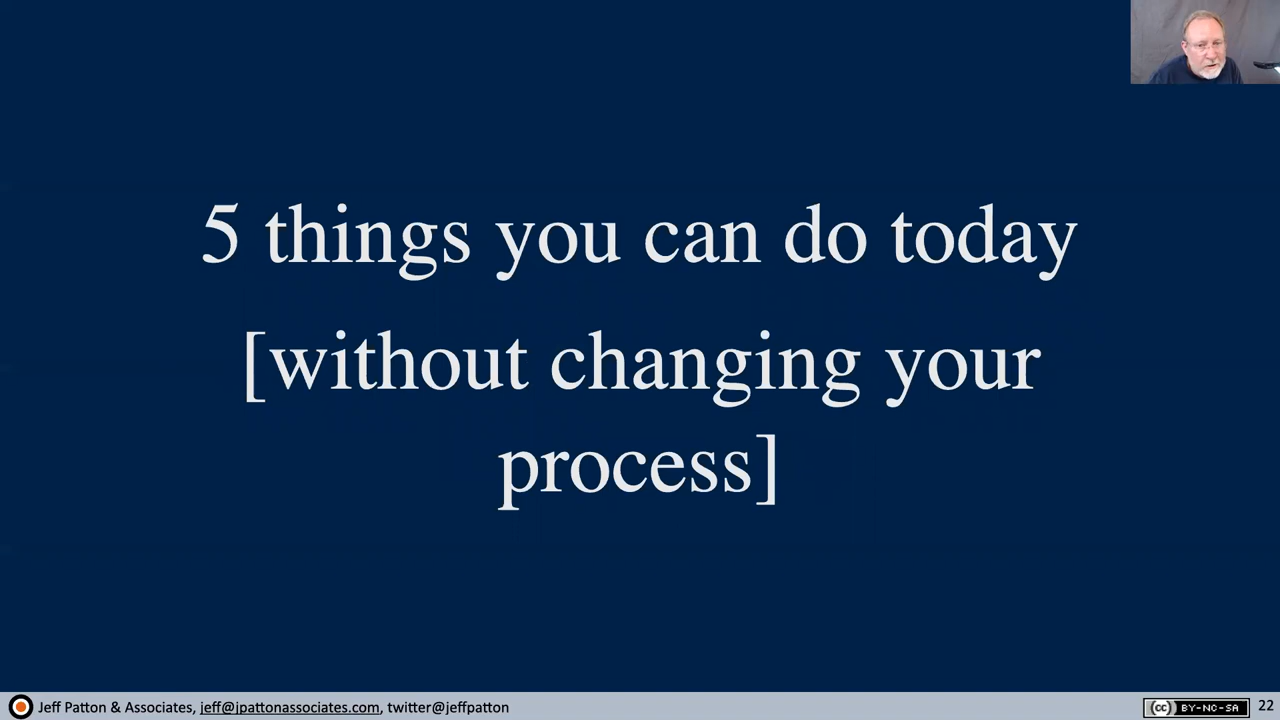 5 things you can do today
[without changing your
process]
Jeff Patton & Associates, jeff@jpattonassociates.com, twitter@jeffpatton
cc BY-NC-SA
22